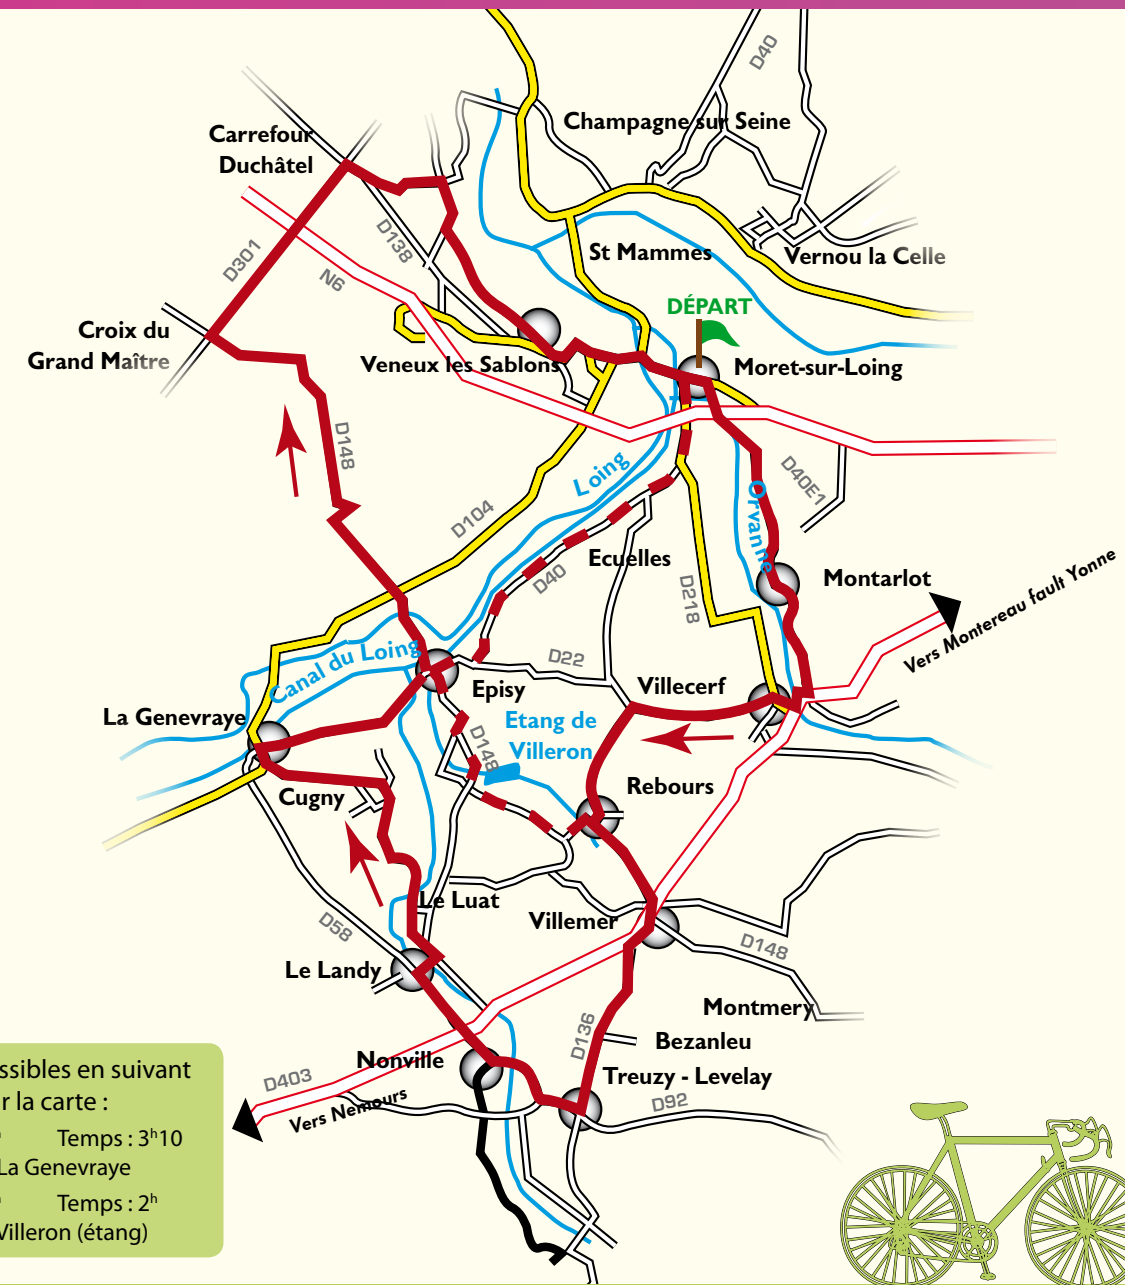 D40
Champagne sur Seine
Carrefour
Duchâtel
D138
D301
N6
St Mammes
Vernou la Celle
DÉPART
Croix du
Grand Maître
Veneux les Sablons
Moret-sur-Loing
D148
Loing
D40E1
Orvanne
D104
Ecuelles
D40
D218
Montarlot
Vers Montereau fault Yonne
Canal du Loing
D22
Episy
Villecerf
La Genevraye
Etang de
Villeron
D148
Rebours
Cugny
Le Luat
Villemer
D58
D148
Le Landy
Montmery
D136
Bezanleu
Nonville
Treuzy - Levelay
D403
Vers Nemours
D92
ssibles en suivant
r la carte :
Temps : 3h10
La Genevraye
Temps : 2h
Villeron (étang)